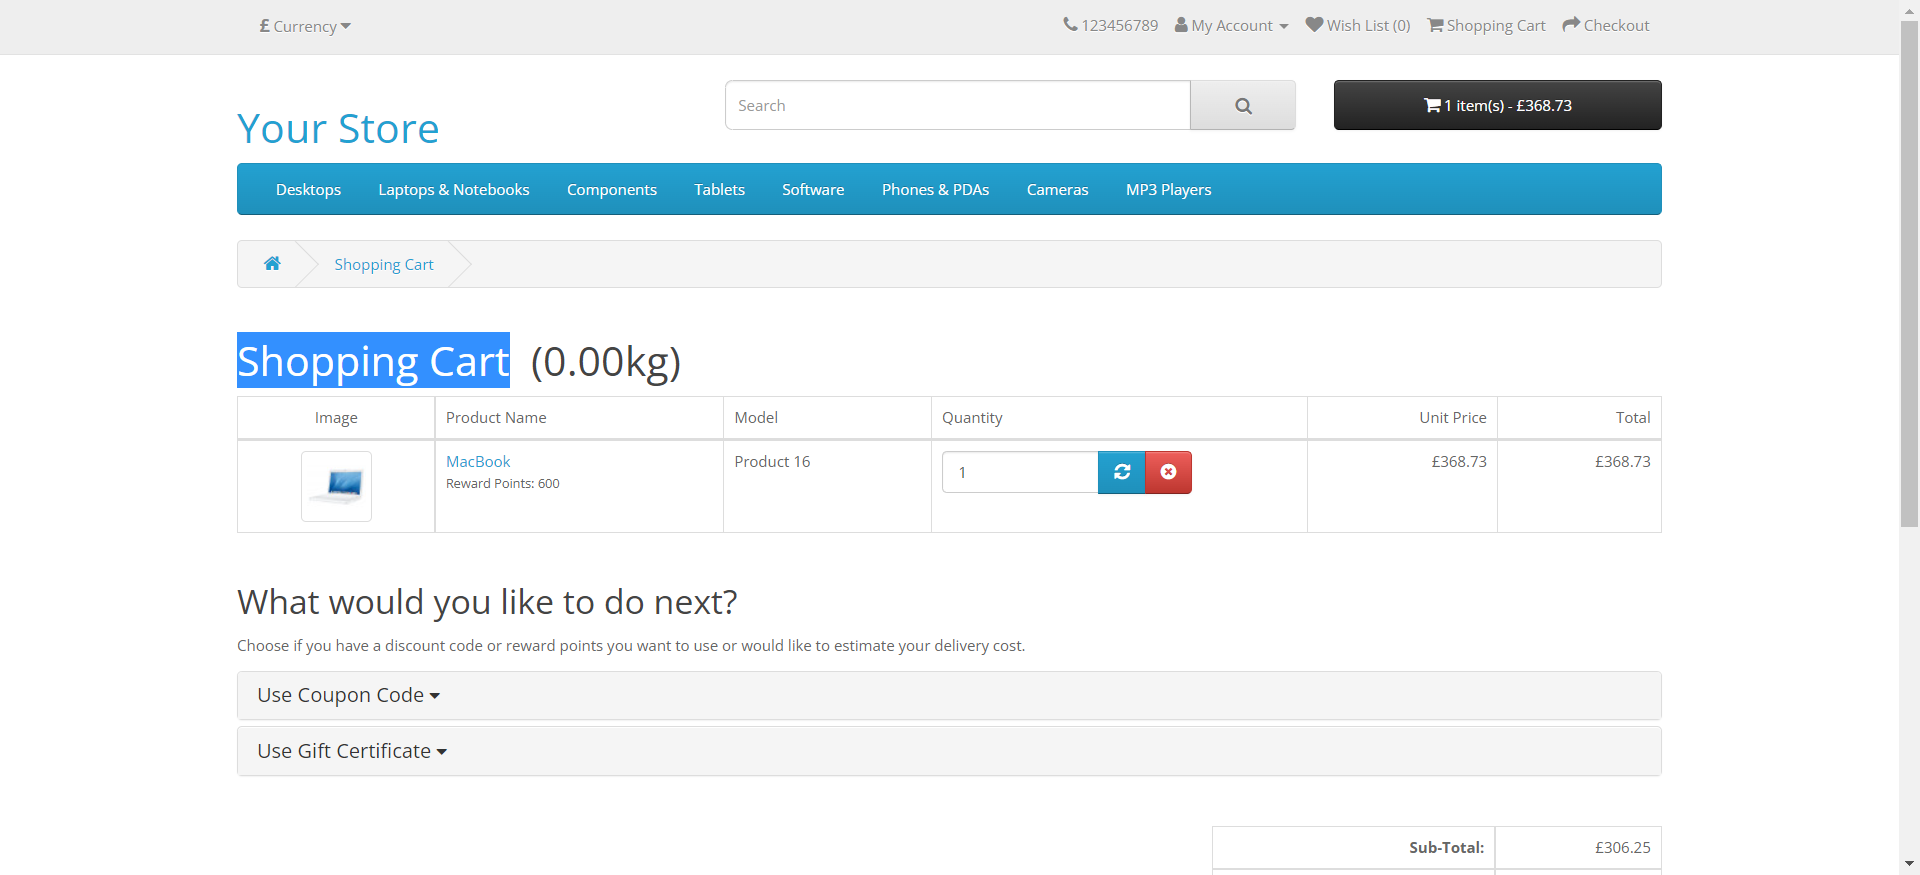 £ Currency
123456789 My Account Wish List (0) Shopping Cart Checkout
Your Store
Search
1 item(s) - £368.73
Desktops Laptops & Notebooks Components Tablets Software Phones & PDAs Cameras MP3 Players
Shopping Cart
Shopping Cart (0.00kg)
Image Product Name Model Quantity Unit Price Total
MacBook Product 16 1 £368.73 £368.73
Reward Points: 600
What would you like to do next?
Choose if you have a discount code or reward points you want to use or would like to estimate your delivery cost.
Use Coupon Code
Use Gift Certificate
Sub-Total: £306.25